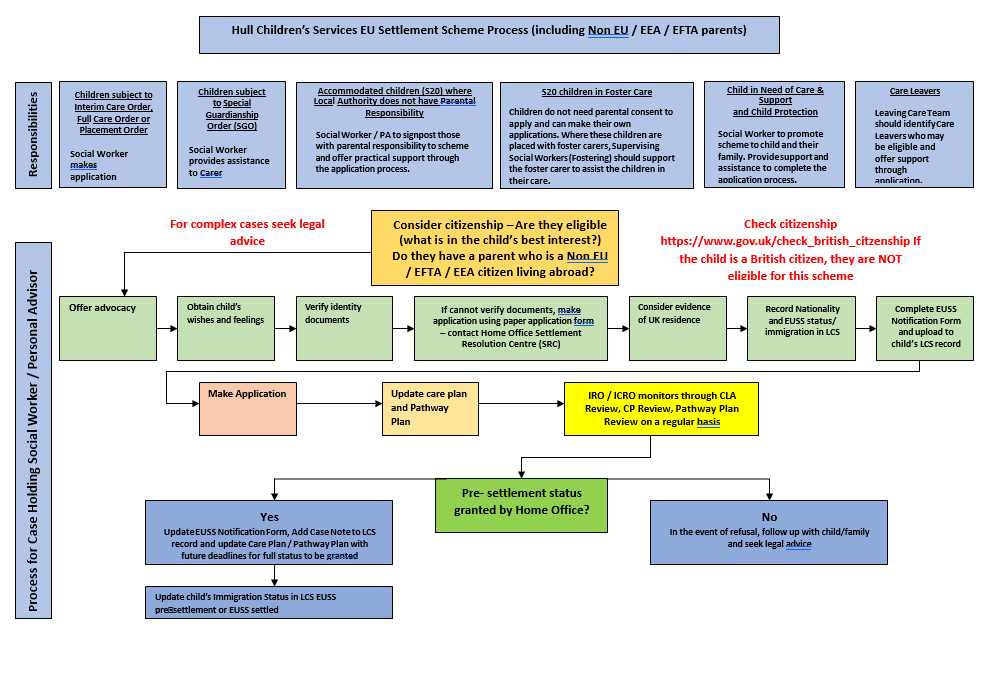 Hull Children's Services EU Settlement Scheme Process (including Non EU / EEA / EFTA parents)
Responsibilities
Children subject to
Interim Care Order,
Full Care Order or
Placement Order
Social Worker
makes
application
Children subject
to Special
Guardianship
Order (SGO)
Social Worker
provides assistance
to Carer
Accommodated children (S20) where
Local Authority does not have Parental
Responsibility
Social Worker / PA to signpost those
with parental responsibility to scheme
and offer practical support through
the application process.
S20 children in Foster Care
Children do not need parental consent to
apply and can make their own
applications. Where these children are
placed with foster carers, Supervising
Social Workers (Fostering) should support
the foster carer to assist the children in
their care.
Child in Need of Care &
Support
and Child Protection
Social Worker to promote
scheme to child and their
family. Provide support and
assistance to complete the
application process.
Care Leavers
Leaving Care Team
should identify Care
Leavers who may
be eligible and
offer support
through
application.
For complex cases seek legal
advice
Consider citizenship – Are they eligible
(what is in the child's best interest?)
Do they have a parent who is a Non EU
/ EFTA / EEA citizen living abroad?
Check citizenship
https://www.gov.uk/check_british_citzenship If
the child is a British citizen, they are NOT
eligible for this scheme
Process for Case Holding Social Worker / Personal Advisor
Offer advocacy
Obtain child's
wishes and feelings
Verify identity
documents
If cannot verify documents, make
application using paper application form
– contact Home Office Settlement
Resolution Centre (SRC)
Consider evidence
of UK residence
Record Nationality
and EUSS status/
immigration in LCS
Complete EUSS
Notification Form
and upload to
child's LCS record
Make Application
Update care plan
and Pathway
Plan
IRO / ICRO monitors through CLA
Review, CP Review, Pathway Plan
Review on a regular basis
Pre- settlement status
granted by Home Office?
Yes
Update EUSS Notification Form, Add Case Note to LCS
record and update Care Plan / Pathway Plan with
future deadlines for full status to be granted
No
In the event of refusal, follow up with child/family
and seek legal advice
Update child's Immigration Status in LCS EUSS
pre-settlement or EUSS settled